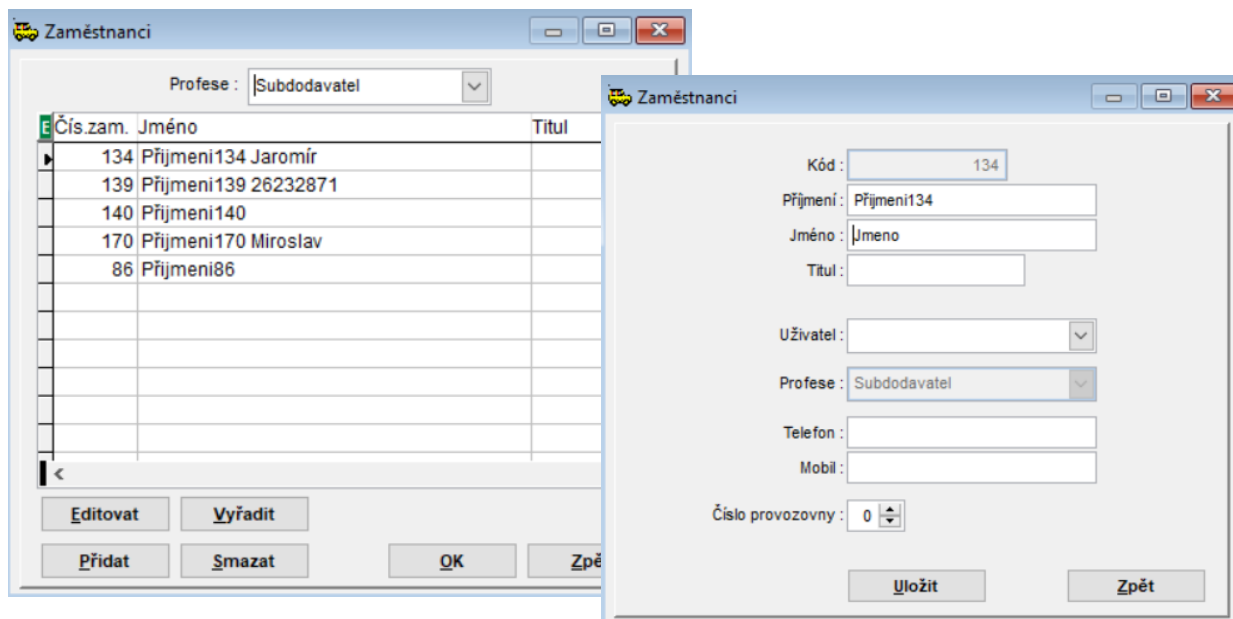 Zaměstnanci
Profese : Subdodavatel
E Čís.zam. Jméno Titul
134 Přijmeni134 Jaromír
139 Přijmeni139 26232871
140 Přijmeni140
170 Přijmeni170 Miroslav
86 Přijmeni86
Editovat Vyřadit
Přidat Smazat OK Zpě
Zaměstnanci
Kód : 134
Příjmení : Přijmeni134
Jméno : Jmeno
Titul :
Uživatel :
Profese : Subdodavatel
Telefon :
Mobil :
Číslo provozovny : 0
Uložit Zpět